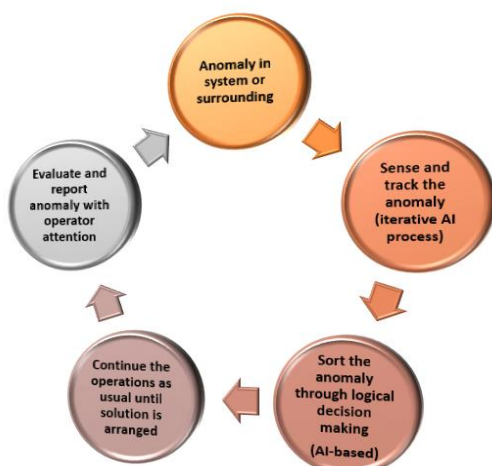 Anomaly in
system or
surrounding
Sense and
track the
anomaly
(iterative AI
process)
Sort the
anomaly
through logical
decision
making
(AI-based)
Continue the
operations as
usual until
solution is
arranged
Evaluate and
report
anomaly with
operator
attention